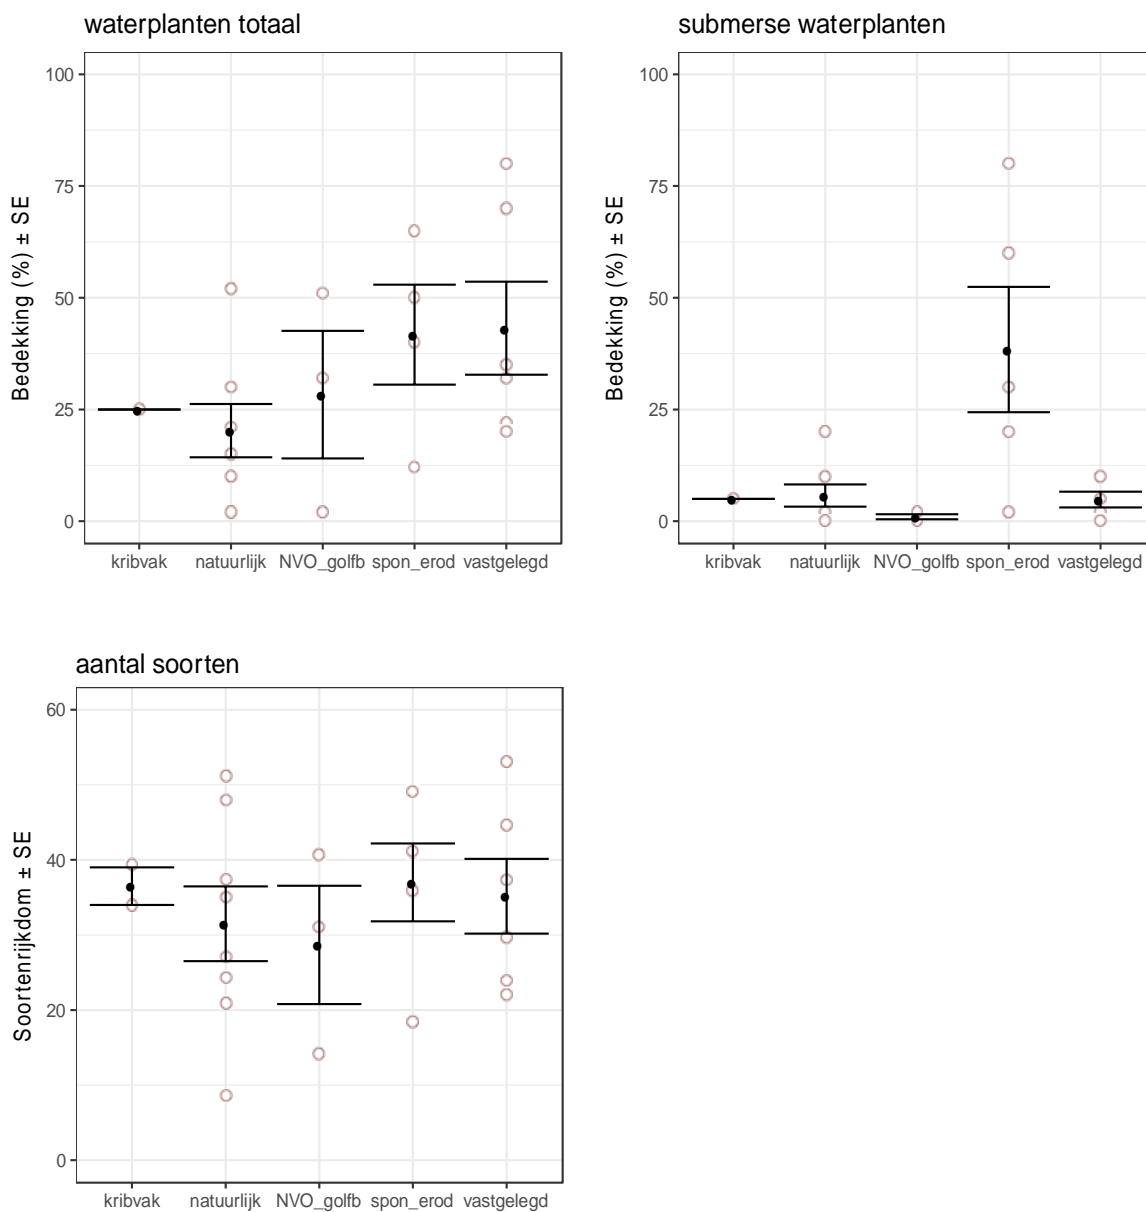 waterplanten totaal
submerse waterplanten
Bedekking (%) ± SE
100
75
50
25
0
kribvak natuurlijk NVO_golfb spon_erod vastgelegd
Bedekking (%) ± SE
100
75
50
25
0
kribvak natuurlijk NVO_golfb spon_erod vastgelegd
aantal soorten
Soortenrijkdom ± SE
60
40
20
0
kribvak natuurlijk NVO_golfb spon_erod vastgelegd